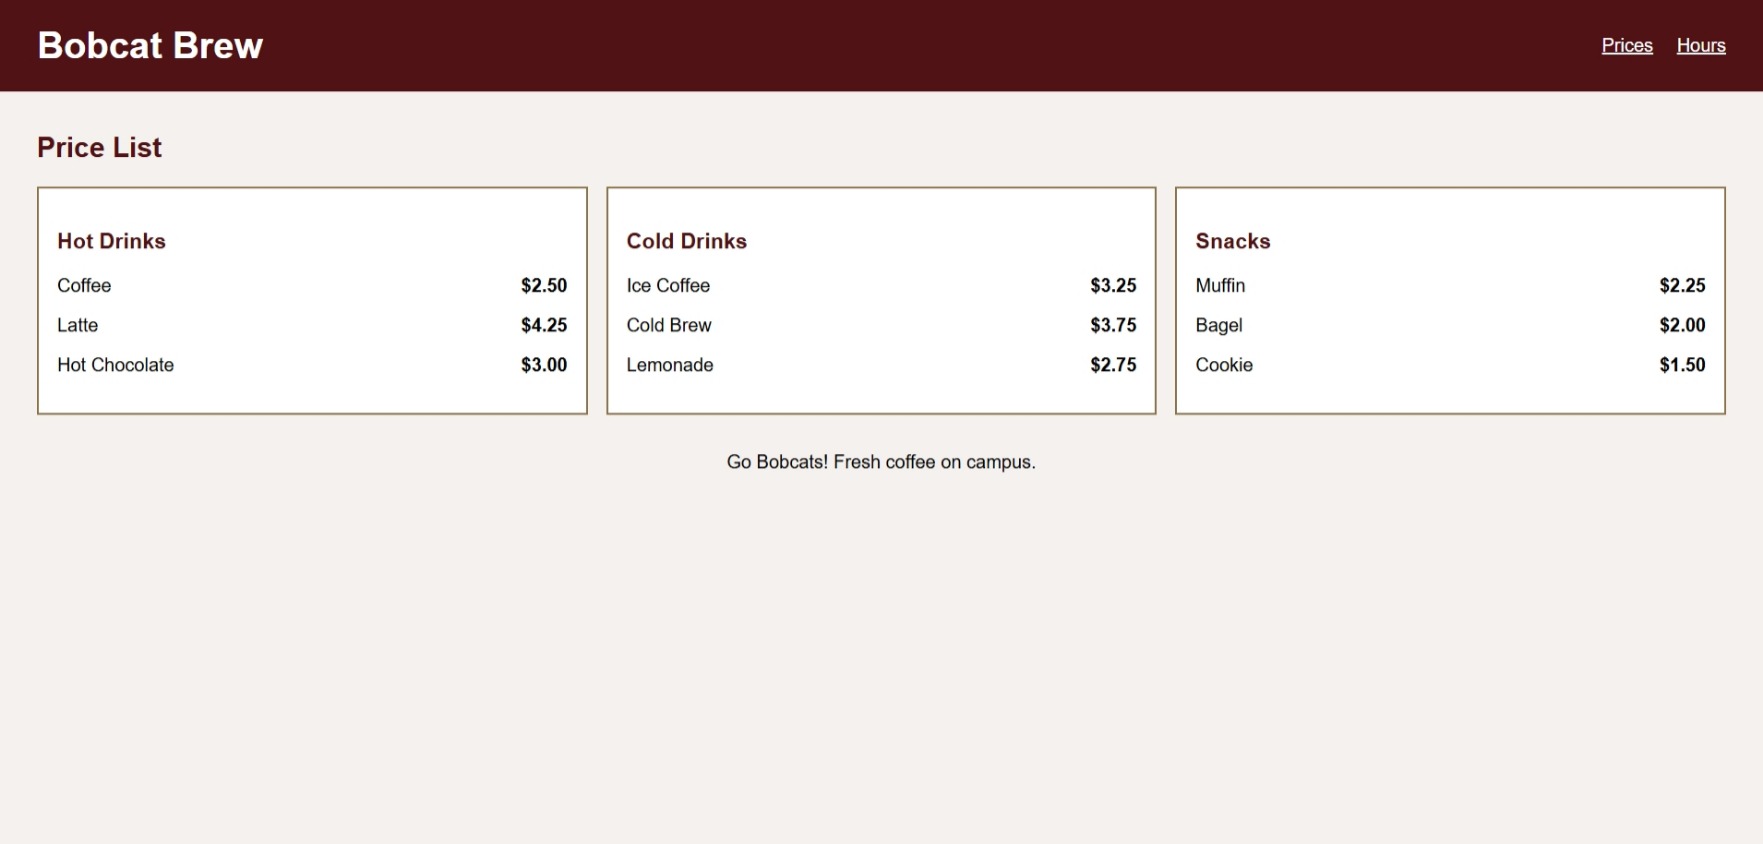 Bobcat Brew
Prices Hours
Price List
Hot Drinks
Coffee $2.50
Latte $4.25
Hot Chocolate $3.00
Cold Drinks
Ice Coffee $3.25
Cold Brew $3.75
Lemonade $2.75
Snacks
Muffin $2.25
Bagel $2.00
Cookie $1.50
Go Bobcats! Fresh coffee on campus.